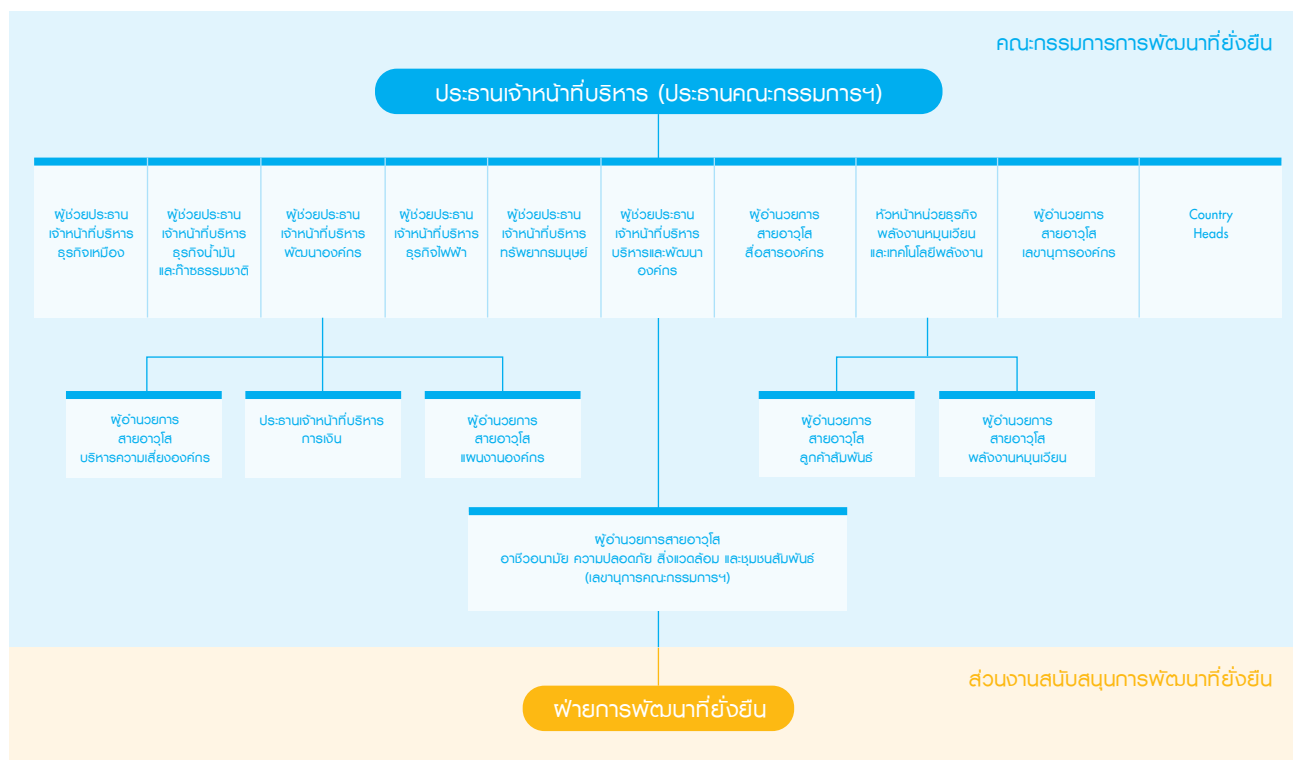 คณะกรรมการการพัฒนาที่ยั่งยืน
ประธานเจ้าหน้าที่บริหาร (ประธานคณะกรรมการฯ)
ผู้ช่วยประธาน
เจ้าหน้าที่บริหาร
ธุรกิจเหมือง
ผู้ช่วยประธาน
เจ้าหน้าที่บริหาร
ธุรกิจน้ำมัน
และก๊าซธรรมชาติ
ผู้ช่วยประธาน
เจ้าหน้าที่บริหาร
พัฒนาองค์กร
ผู้ช่วยประธาน
เจ้าหน้าที่บริหาร
ธุรกิจไฟฟ้า
ผู้ช่วยประธาน
เจ้าหน้าที่บริหาร
ทรัพยากรมนุษย์
ผู้ช่วยประธาน
เจ้าหน้าที่บริหาร
บริหารและพัฒนา
องค์กร
ผู้อำนวยการ
สายอาวุโส
สื่อสารองค์กร
หัวหน้าหน่วยธุรกิจ
พลังงานหมุนเวียน
และเทคโนโลยีพลังงาน
ผู้อำนวยการ
สายอาวุโส
เลขานุการองค์กร
Country
Heads
ผู้อำนวยการ
สายอาวุโส
บริหารความเสี่ยงองค์กร
ประธานเจ้าหน้าที่บริหาร
การเงิน
ผู้อำนวยการ
สายอาวุโส
แผนงานองค์กร
ผู้อำนวยการ
สายอาวุโส
ลูกค้าสัมพันธ์
ผู้อำนวยการ
สายอาวุโส
พลังงานหมุนเวียน
ผู้อำนวยการสายอาวุโส
อาชีวอนามัย ความปลอดภัย สิ่งแวดล้อม และชุมชนสัมพันธ์
(เลขานุการคณะกรรมการฯ)
ส่วนงานสนับสนุนการพัฒนาที่ยั่งยืน
ฝ่ายการพัฒนาที่ยั่งยืน